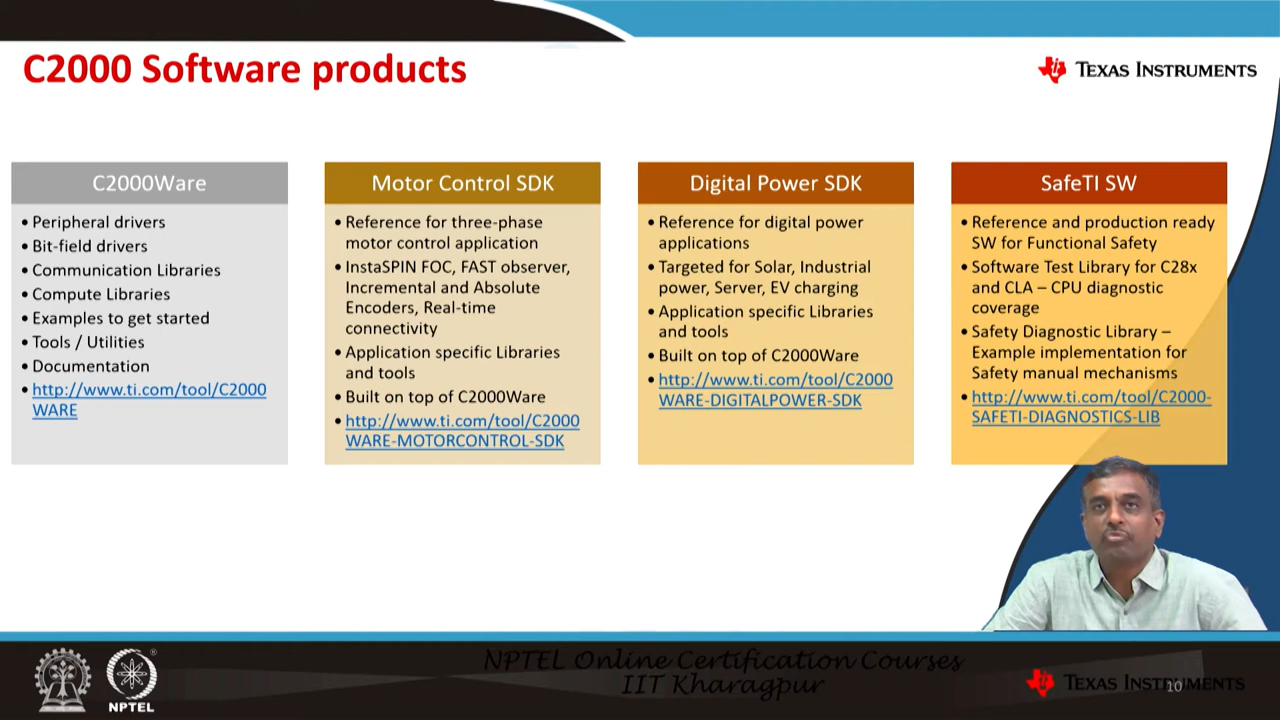 C2000 Software products
TEXAS INSTRUMENTS
C2000Ware
• Peripheral drivers
• Bit-field drivers
• Communication Libraries
• Compute Libraries
• Examples to get started
• Tools / Utilities
• Documentation
• http://www.ti.com/tool/C2000
WARE
Motor Control SDK
• Reference for three-phase
motor control application
• InstaSPIN FOC, FAST observer,
Incremental and Absolute
Encoders, Real-time
connectivity
• Application specific Libraries
and tools
• Built on top of C2000Ware
• http://www.ti.com/tool/C2000
WARE-MOTORCONTROL-SDK
Digital Power SDK
• Reference for digital power
applications
• Targeted for Solar, Industrial
power, Server, EV charging
• Application specific Libraries
and tools
• Built on top of C2000Ware
• http://www.ti.com/tool/C2000
WARE-DIGITALPOWER-SDK
SafeTI SW
• Reference and production ready
SW for Functional Safety
• Software Test Library for C28x
and CLA – CPU diagnostic
coverage
• Safety Diagnostic Library –
Example implementation for
Safety manual mechanisms
• http://www.ti.com/tool/C2000-
SAFETI-DIAGNOSTICS-LIB
NPTEL Online Certification Courses
IIT Kharagpur
NPTEL
®
TEXAS INSTRUMENTS
10